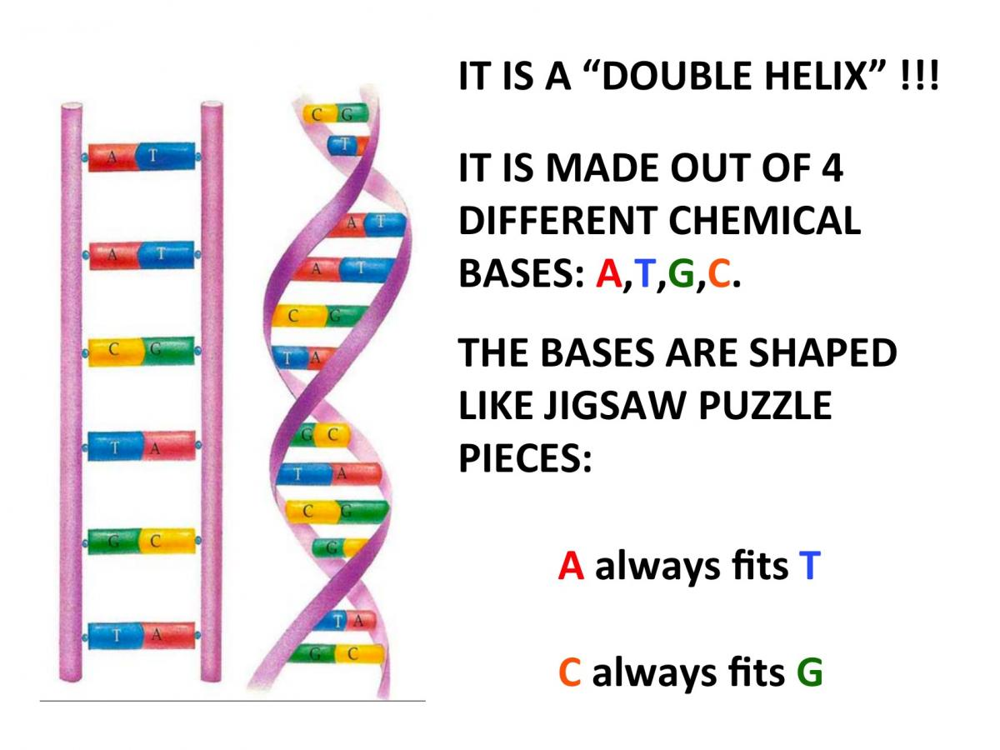 A T
A T
C G
T A
G C
T A
C G
T
A T
A T
C G
T A
G C
T A
C G
G
T A
G C
IT IS A “DOUBLE HELIX” !!!
IT IS MADE OUT OF 4
DIFFERENT CHEMICAL
BASES: A,T,G,C.
THE BASES ARE SHAPED
LIKE JIGSAW PUZZLE
PIECES:
A always fits T
C always fits G